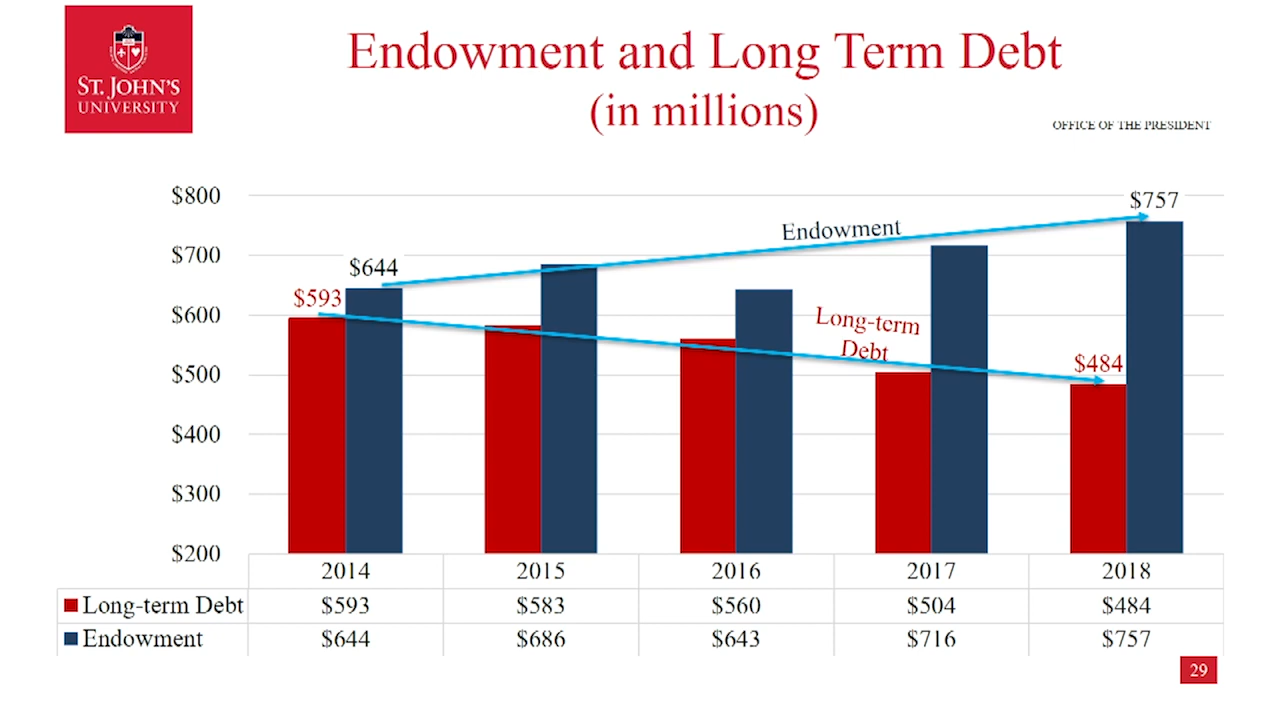 ST. JOHN'S
UNIVERSITY
Endowment and Long Term Debt
(in millions)
OFFICE OF THE PRESIDENT
$800
$700
$600
$500
$400
$300
$200
$593
$644
Endowment
Long-term
Debt
$757
$484
2014 2015 2016 2017 2018
Long-term Debt $593 $583 $560 $504 $484
Endowment $644 $686 $643 $716 $757
29